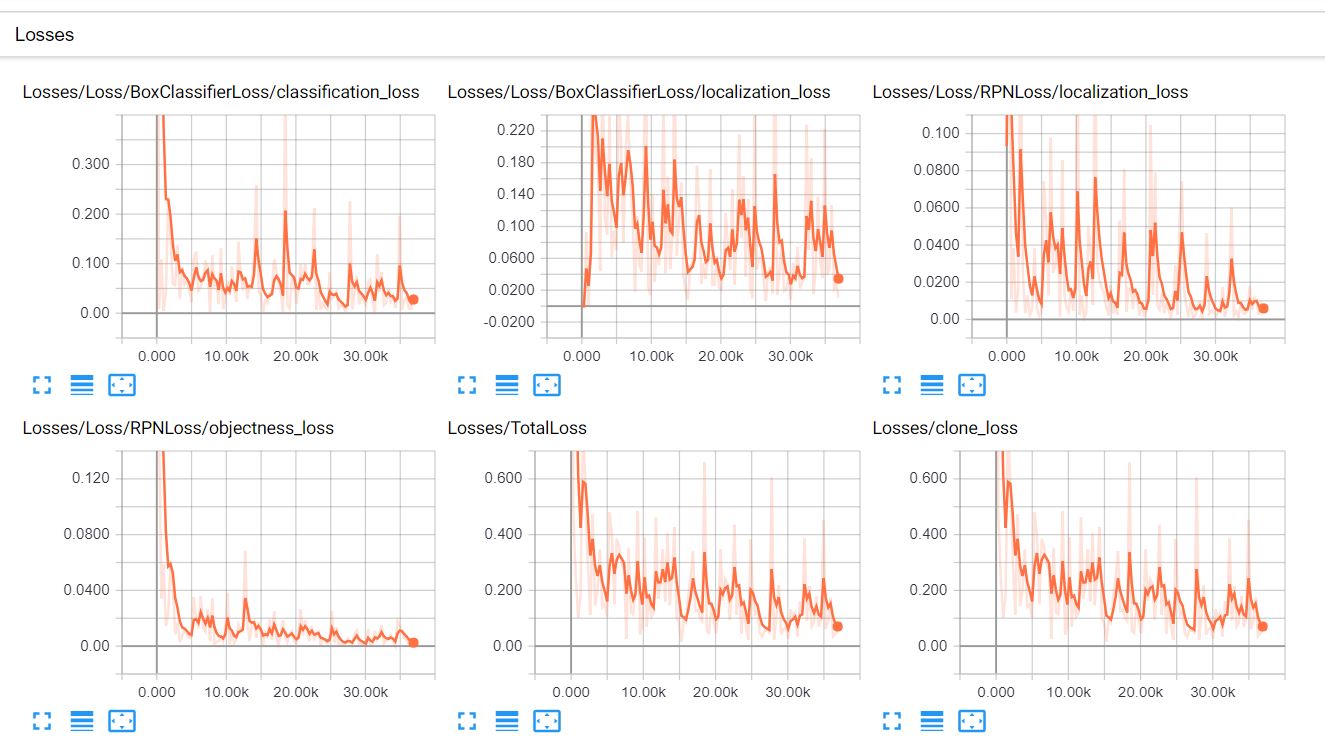 Losses
Losses/Loss/BoxClassifierLoss/classification_loss
0.300
0.200
0.100
0.00
0.000 10.00k 20.00k 30.00k
Losses/Loss/BoxClassifierLoss/localization_loss
0.220
0.180
0.140
0.100
0.0600
0.0200
-0.0200
0.000 10.00k 20.00k 30.00k
Losses/Loss/RPNLoss/localization_loss
0.100
0.0800
0.0600
0.0400
0.0200
0.00
0.000 10.00k 20.00k 30.00k
Losses/Loss/RPNLoss/objectness_loss
0.120
0.0800
0.0400
0.00
0.000 10.00k 20.00k 30.00k
Losses/TotalLoss
0.600
0.400
0.200
0.00
0.000 10.00k 20.00k 30.00k
Losses/clone_loss
0.600
0.400
0.200
0.00
0.000 10.00k 20.00k 30.00k